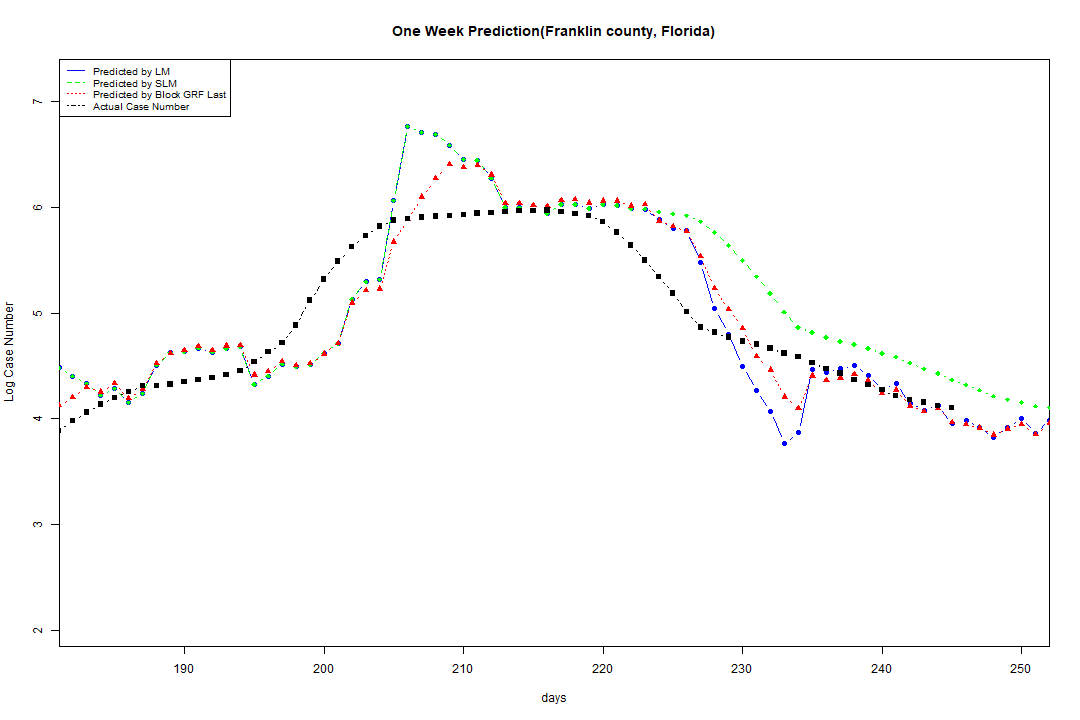 One Week Prediction(Franklin county, Florida)
Predicted by LM
Predicted by SLM
Predicted by Block GRF Last
Actual Case Number
7
6
5
4
3
2
Log Case Number
190 200 210 220 230 240 250
days